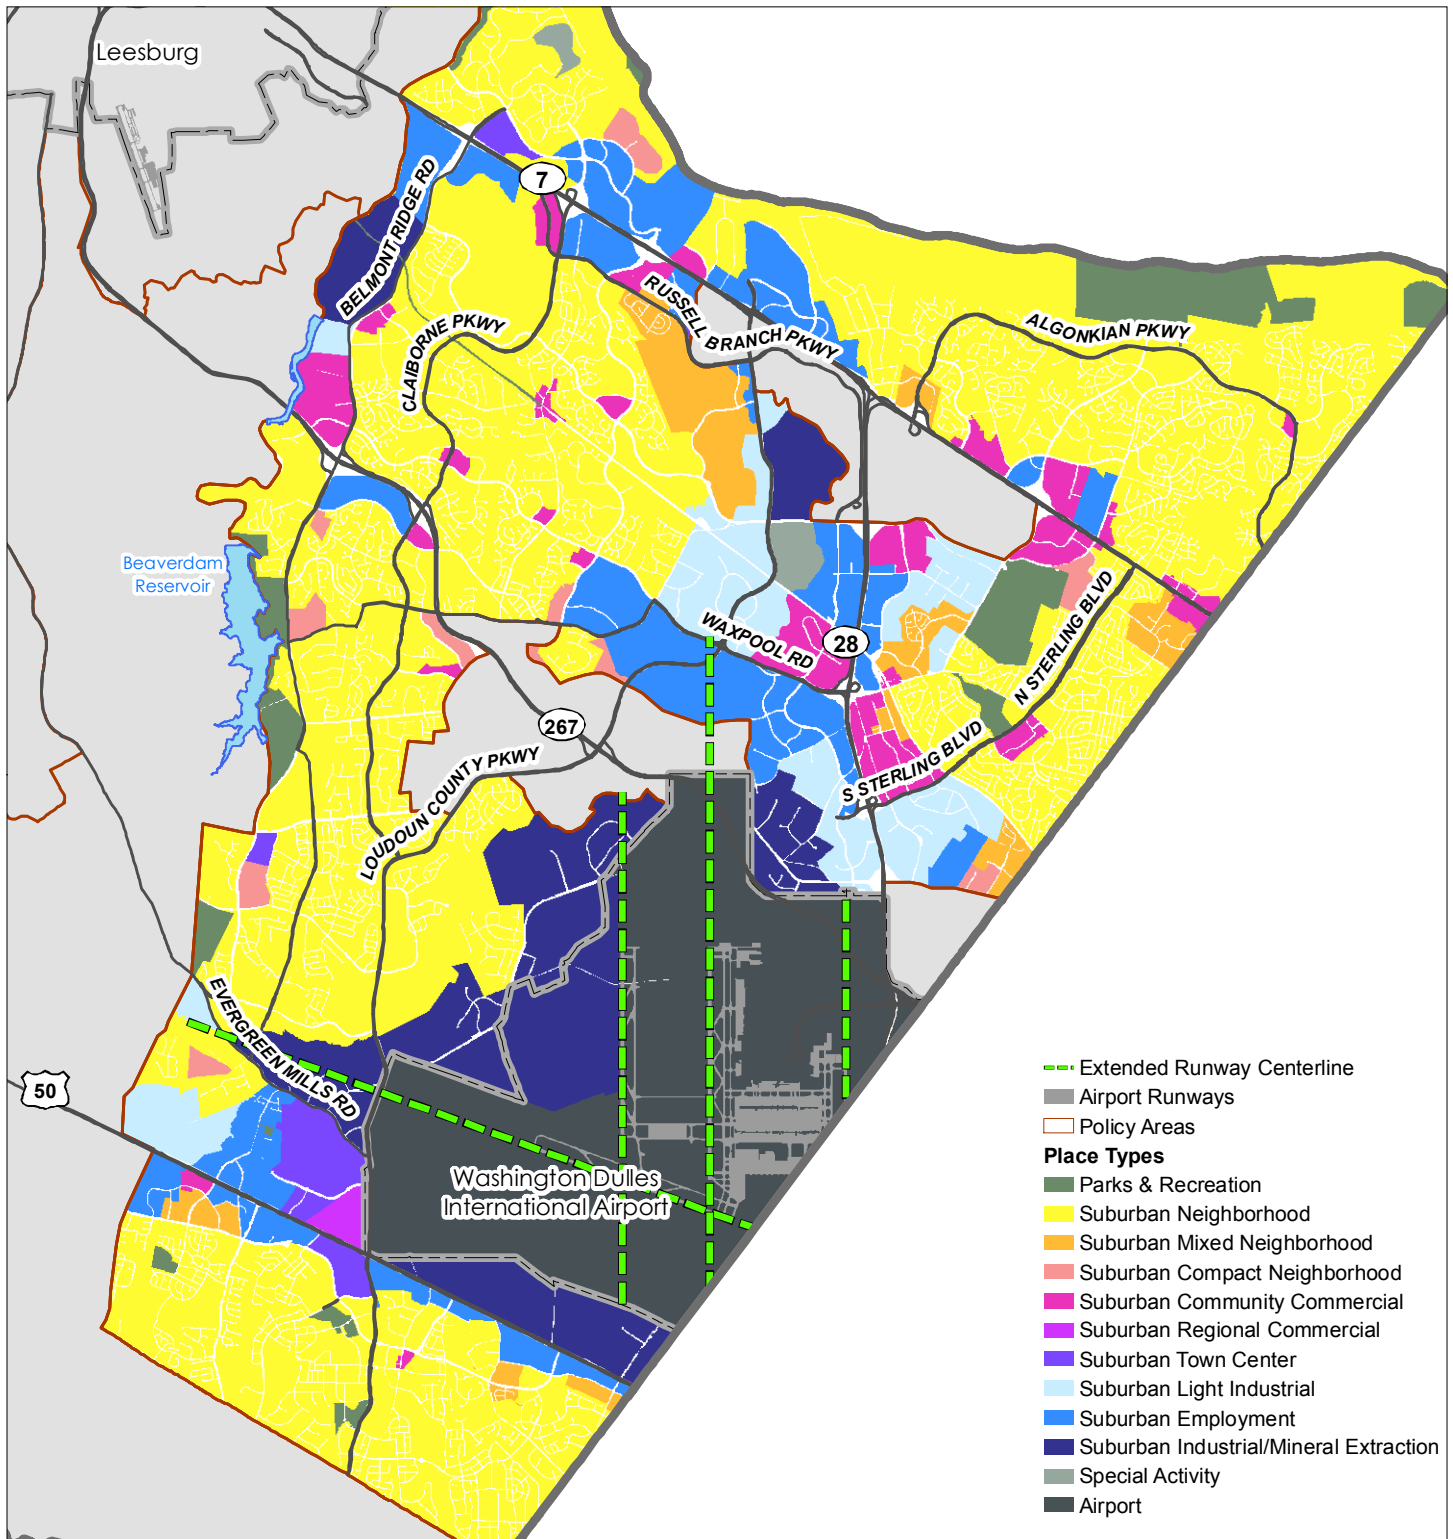 Leesburg
BELMONT RIDGE RD
7
CLAIBORNE PKWY
RUSSELL BRANCH PKWY
ALGONKIAN PKWY
Beaverdam
Reservoir
WAXPOOL RD
28
N STERLING BLVD
S STERLING BLVD
267
LOUDOUN COUNTY PKWY
EVERGREEN MILLS RD
50
Washington Dulles
International Airport
Extended Runway Centerline
Airport Runways
Policy Areas
Place Types
Parks & Recreation
Suburban Neighborhood
Suburban Mixed Neighborhood
Suburban Compact Neighborhood
Suburban Community Commercial
Suburban Regional Commercial
Suburban Town Center
Suburban Light Industrial
Suburban Employment
Suburban Industrial/Mineral Extraction
Special Activity
Airport